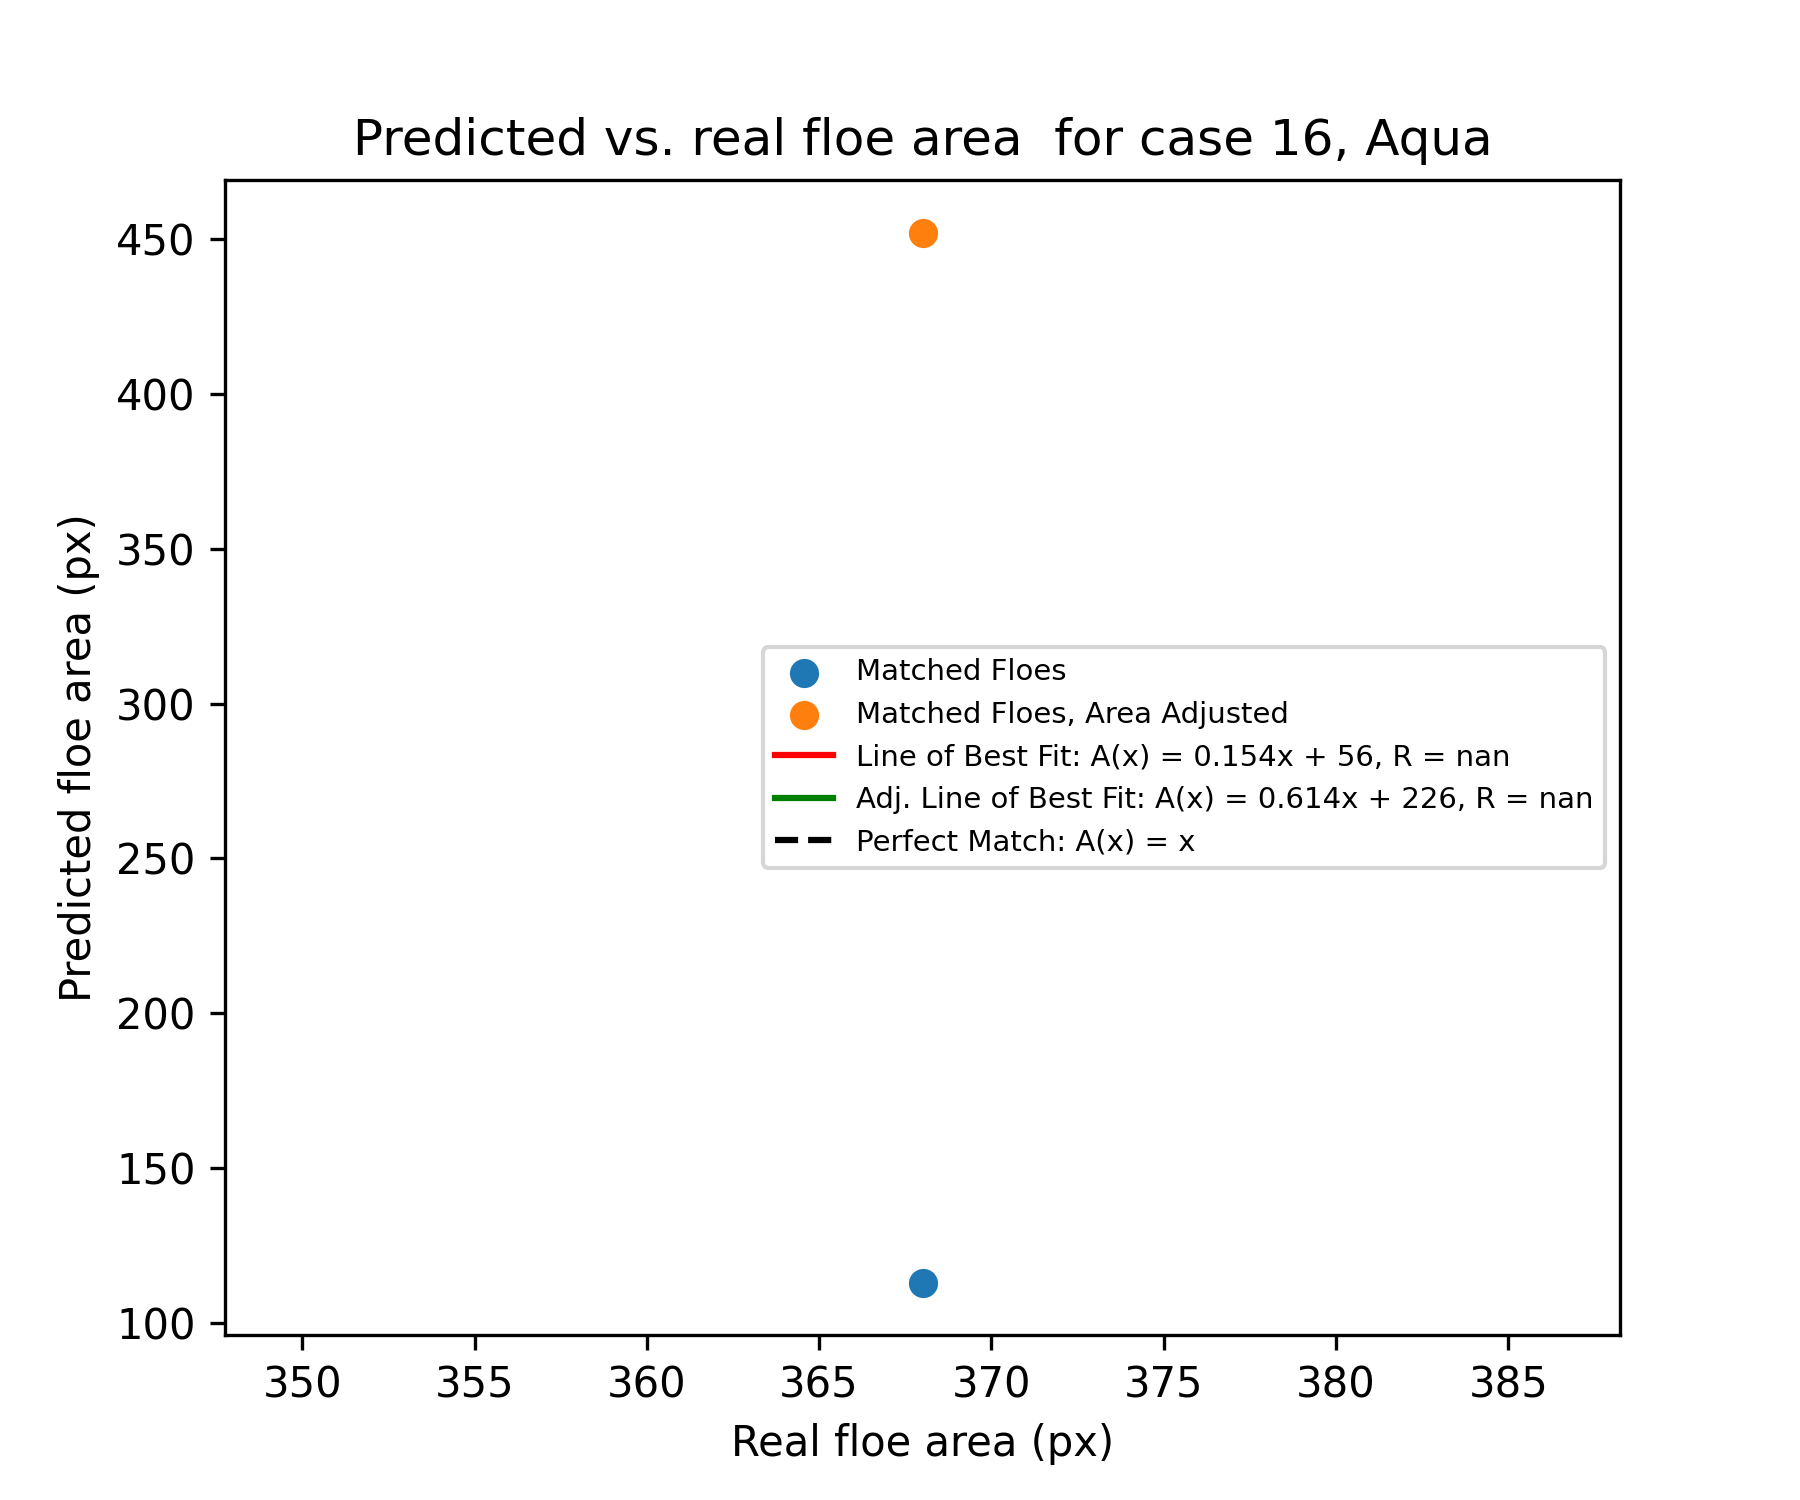 Predicted vs. real floe area  for case 16, Aqua
450
400
350
300
250
200
150
100
Predicted floe area (px)
Matched Floes
Matched Floes, Area Adjusted
Line of Best Fit: A(x) = 0.154x + 56, R = nan
Adj. Line of Best Fit: A(x) = 0.614x + 226, R = nan
Perfect Match: A(x) = x
350 355 360 365 370 375 380 385
Real floe area (px)